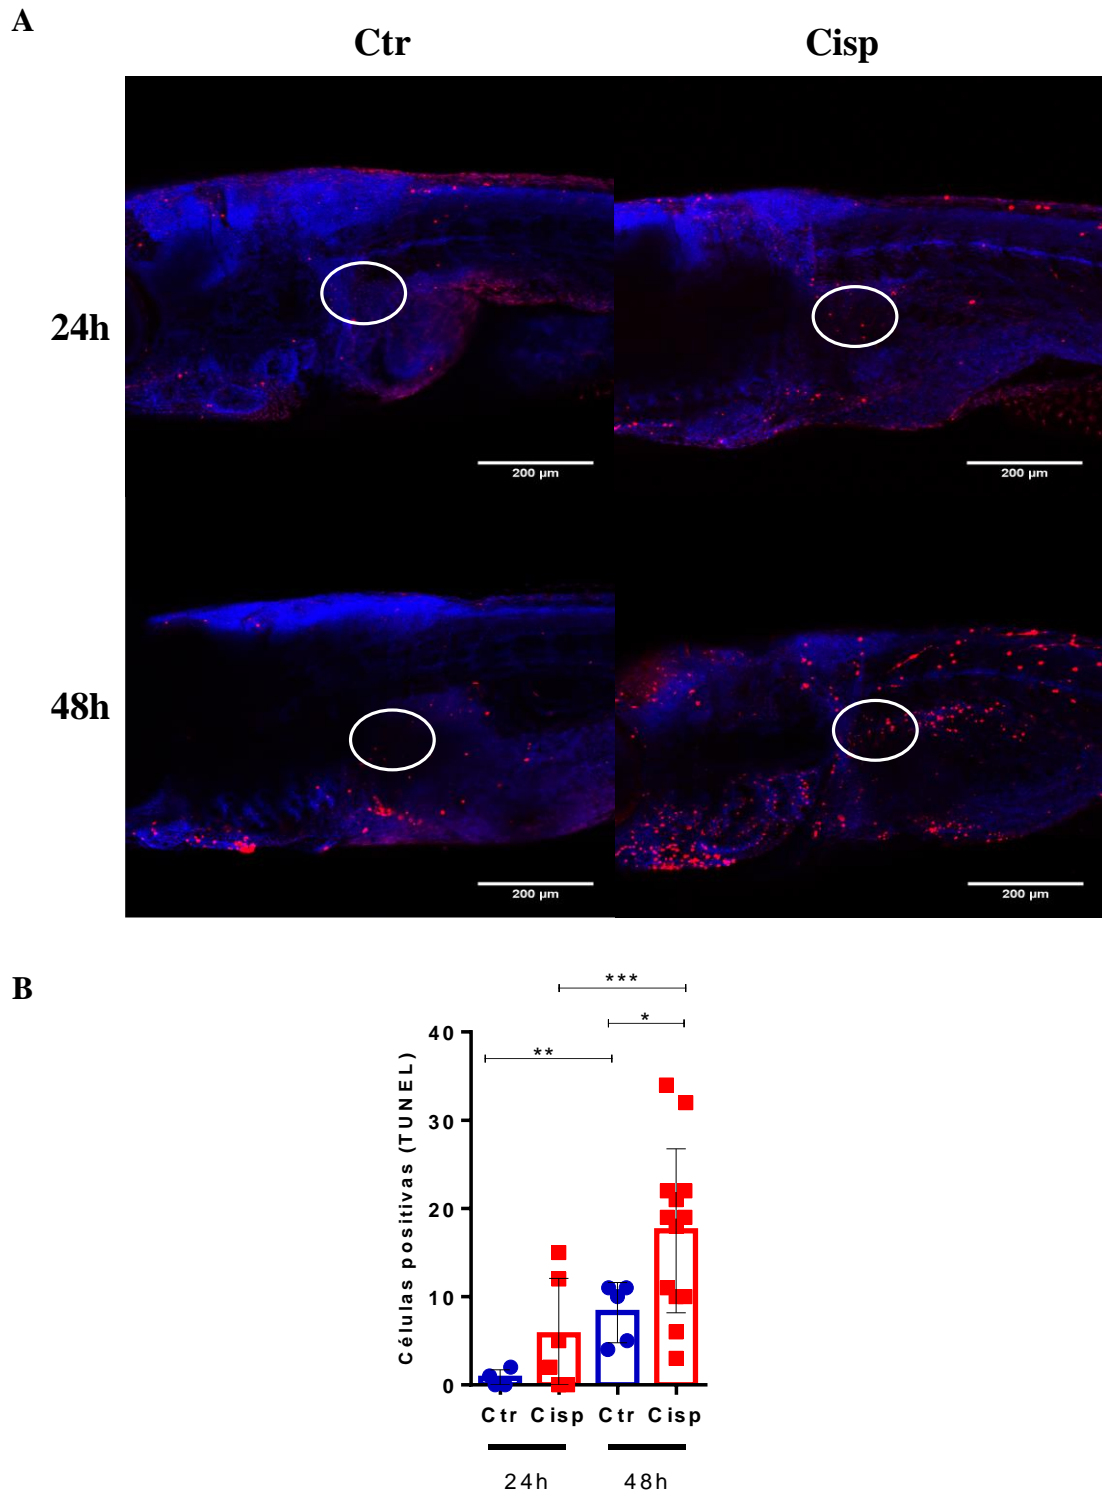 A
Ctr Cisp
24h
200 µm 200 µm
48h
200 µm 200 µm
B
***
*
**
Células positivas (TUNEL)
40
30
20
10
0
Ctr Cisp Ctr Cisp
24h 48h